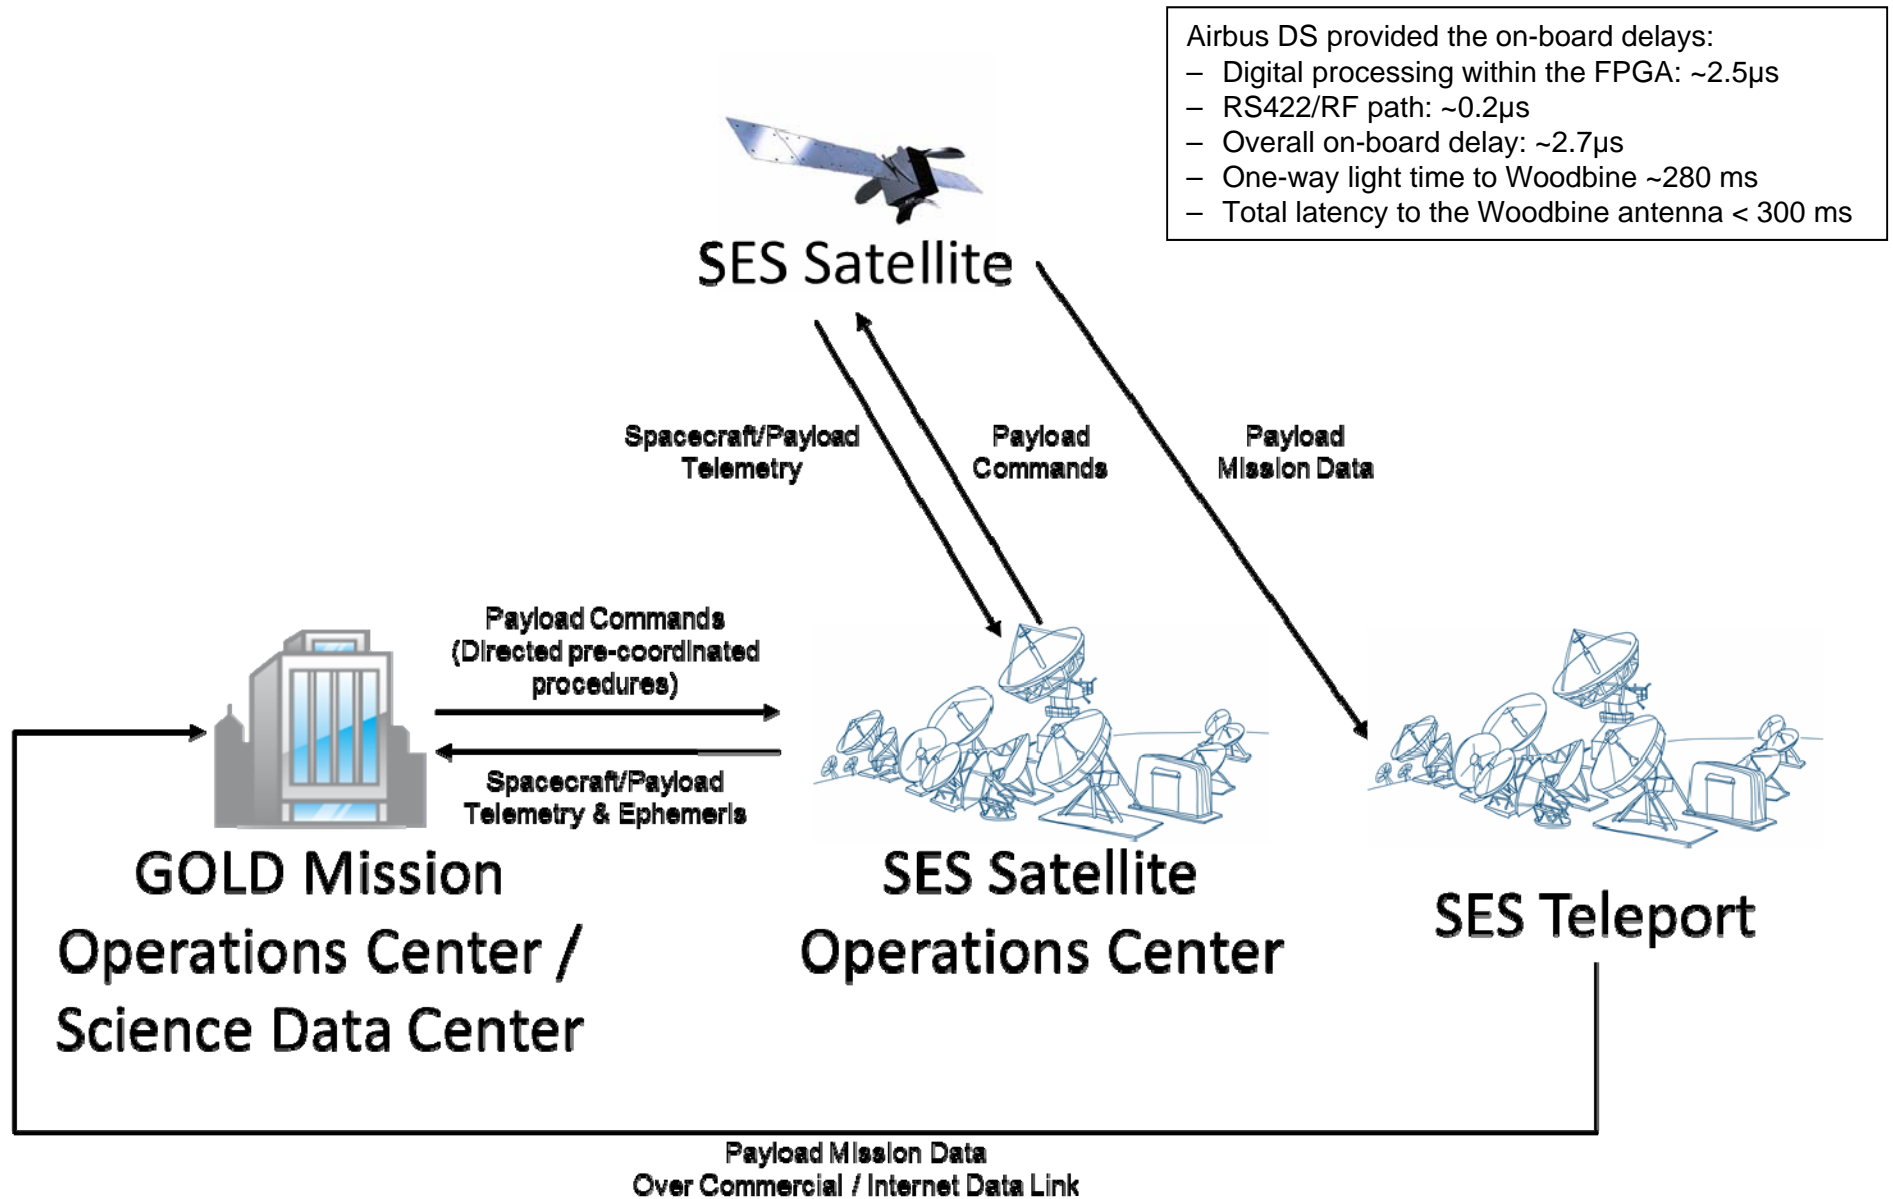 Airbus DS provided the on-board delays:
– Digital processing within the FPGA: ~2.5µs
– RS422/RF path: ~0.2µs
– Overall on-board delay: ~2.7µs
– One-way light time to Woodbine ~280 ms
– Total latency to the Woodbine antenna < 300 ms
SES Satellite
Spacecraft/Payload
Telemetry
Payload
Commands
Payload
Mission Data
Payload Commands
(Directed pre-coordinated
procedures)
Spacecraft/Payload
Telemetry & Ephemeris
GOLD Mission
Operations Center /
Science Data Center
SES Satellite
Operations Center
SES Teleport
Payload Mission Data
Over Commercial / Internet Data Link